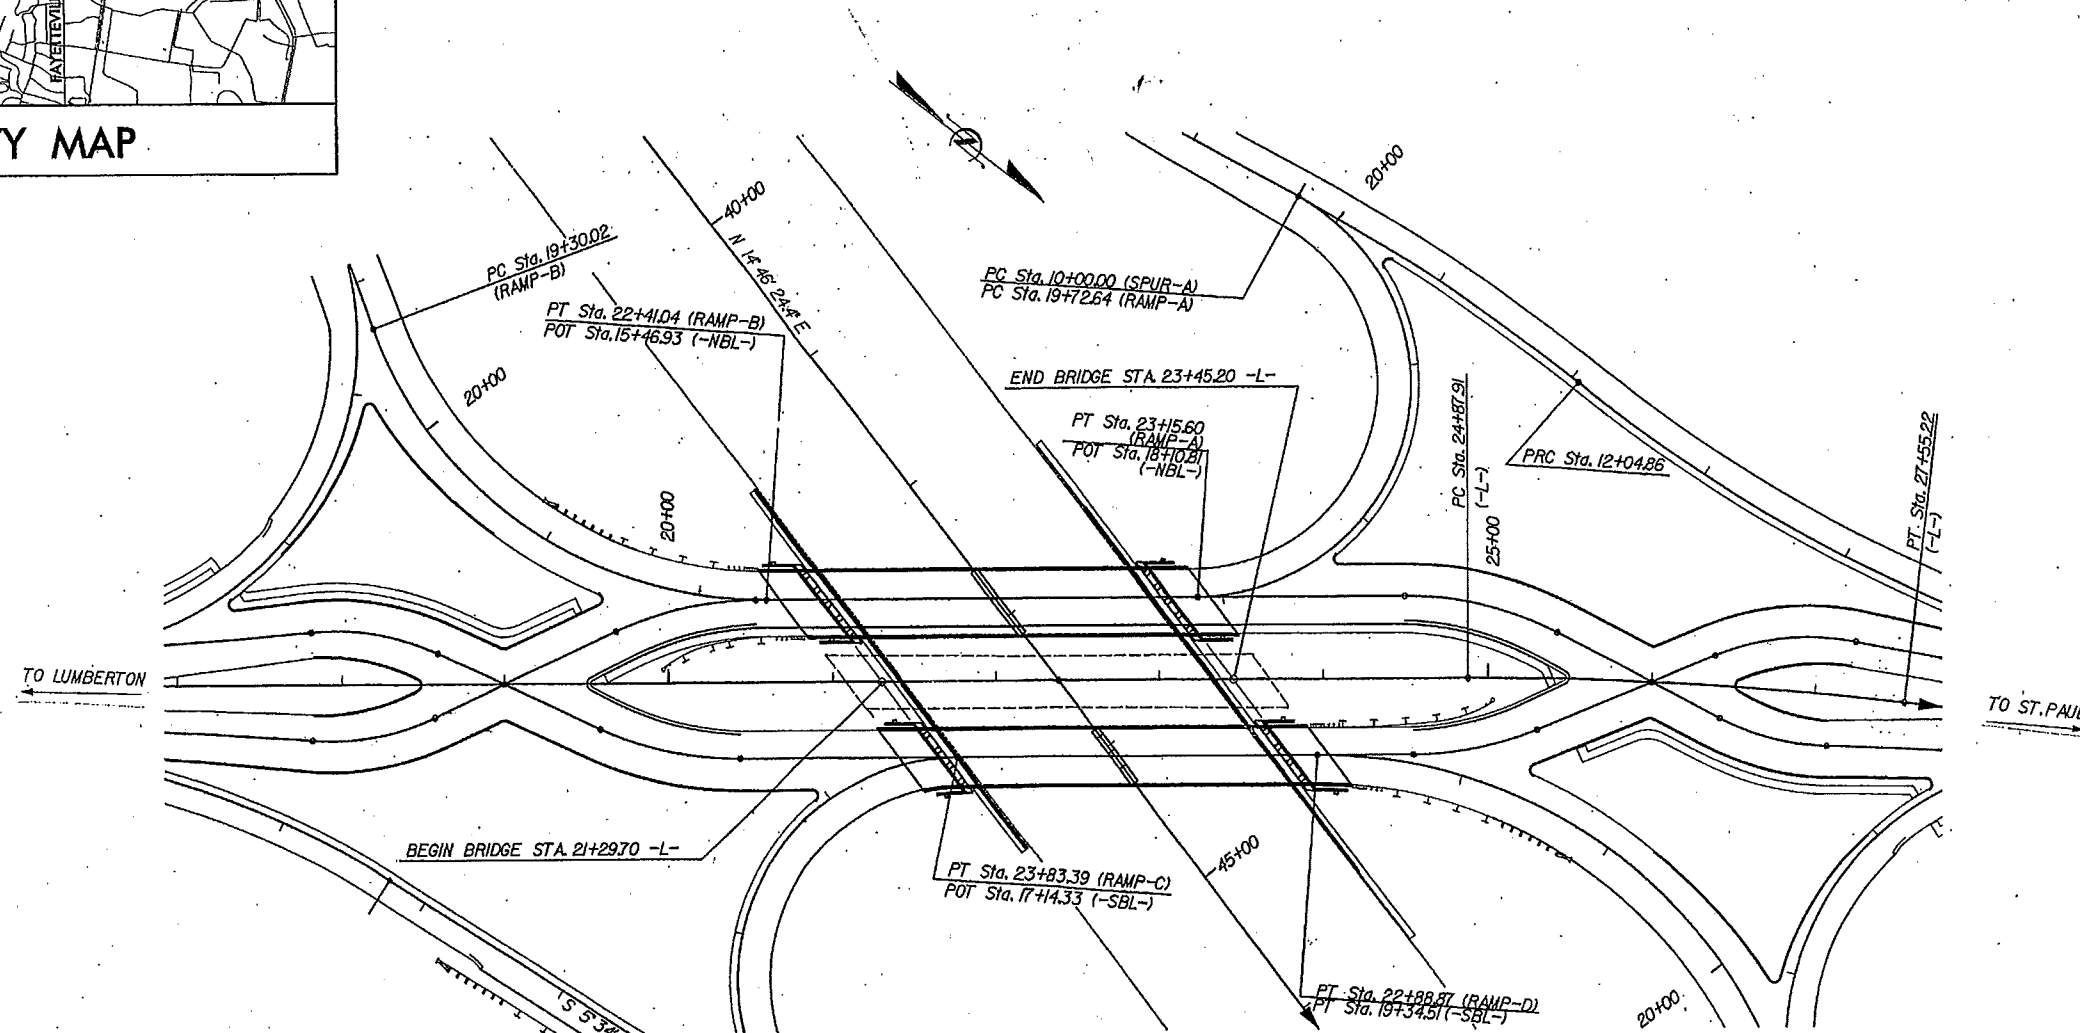 FAYETTEVIL
Y MAP
40+00
N 14° 46' 24.4" E
20+00
PC Sta. 19+30.02
(RAMP-B)
PT Sta. 22+41.04 (RAMP-B)
POT Sta. 15+46.93 (-NBL-)
PC Sta. 10+00.00 (SPUR-A)
PC Sta. 19+72.64 (RAMP-A)
END BRIDGE STA. 23+45.20 -L-
PT Sta. 23+15.60
(RAMP-A)
POT Sta. 18+10.81
(-NBL-)
20+00
20+00
PC Sta. 24+87.91
(-L-)
25+00
PRC Sta. 12+04.86
PT Sta. 27+55.22
(-L-)
TO LUMBERTON
TO ST. PAUL
BEGIN BRIDGE STA. 21+29.70 -L-
PT Sta. 23+83.39 (RAMP-C)
POT Sta. 17+14.33 (-SBL-)
45+00
PT Sta. 22+88.87 (RAMP-D)
PT Sta. 19+34.51 (-SBL-)
20+00
S 5°34'